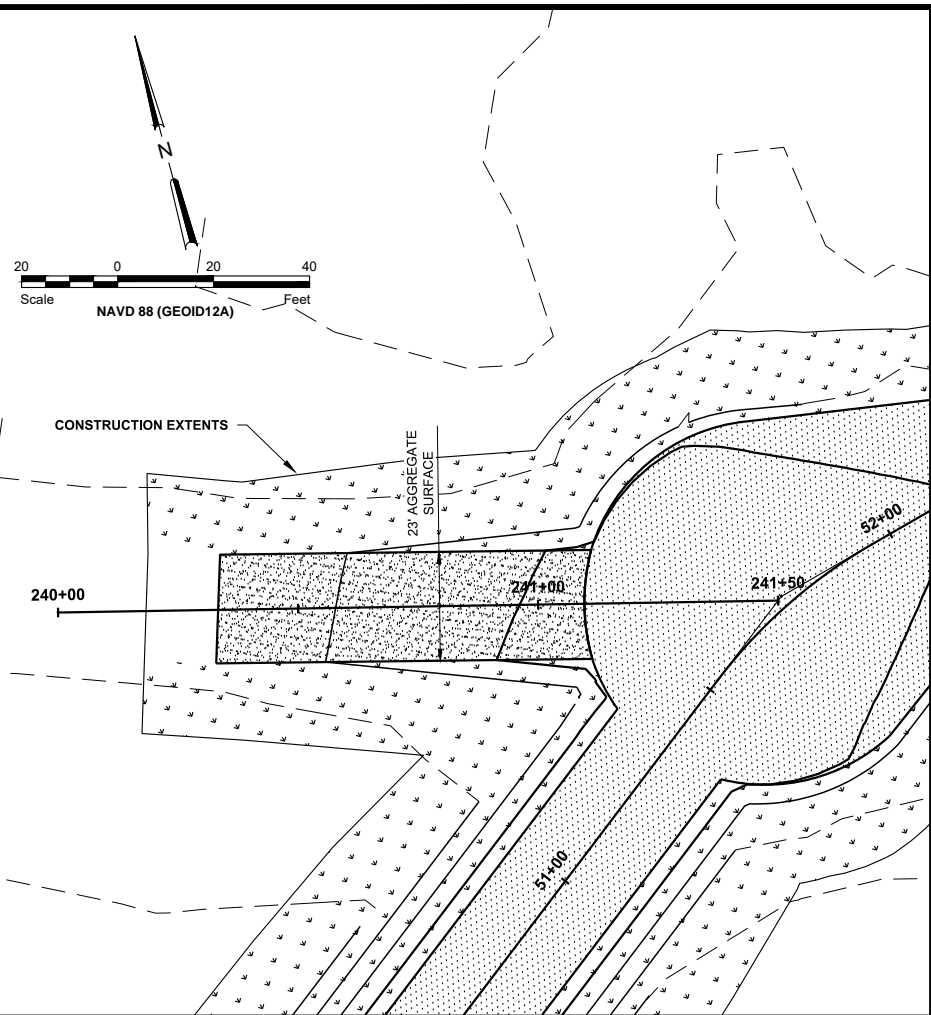 N
20 0 20 40
Scale Feet
NAVD 88 (GEOID12A)
CONSTRUCTION EXTENTS
23' AGGREGATE
SURFACE
240+00
241+00
241+50
52+00
51+00